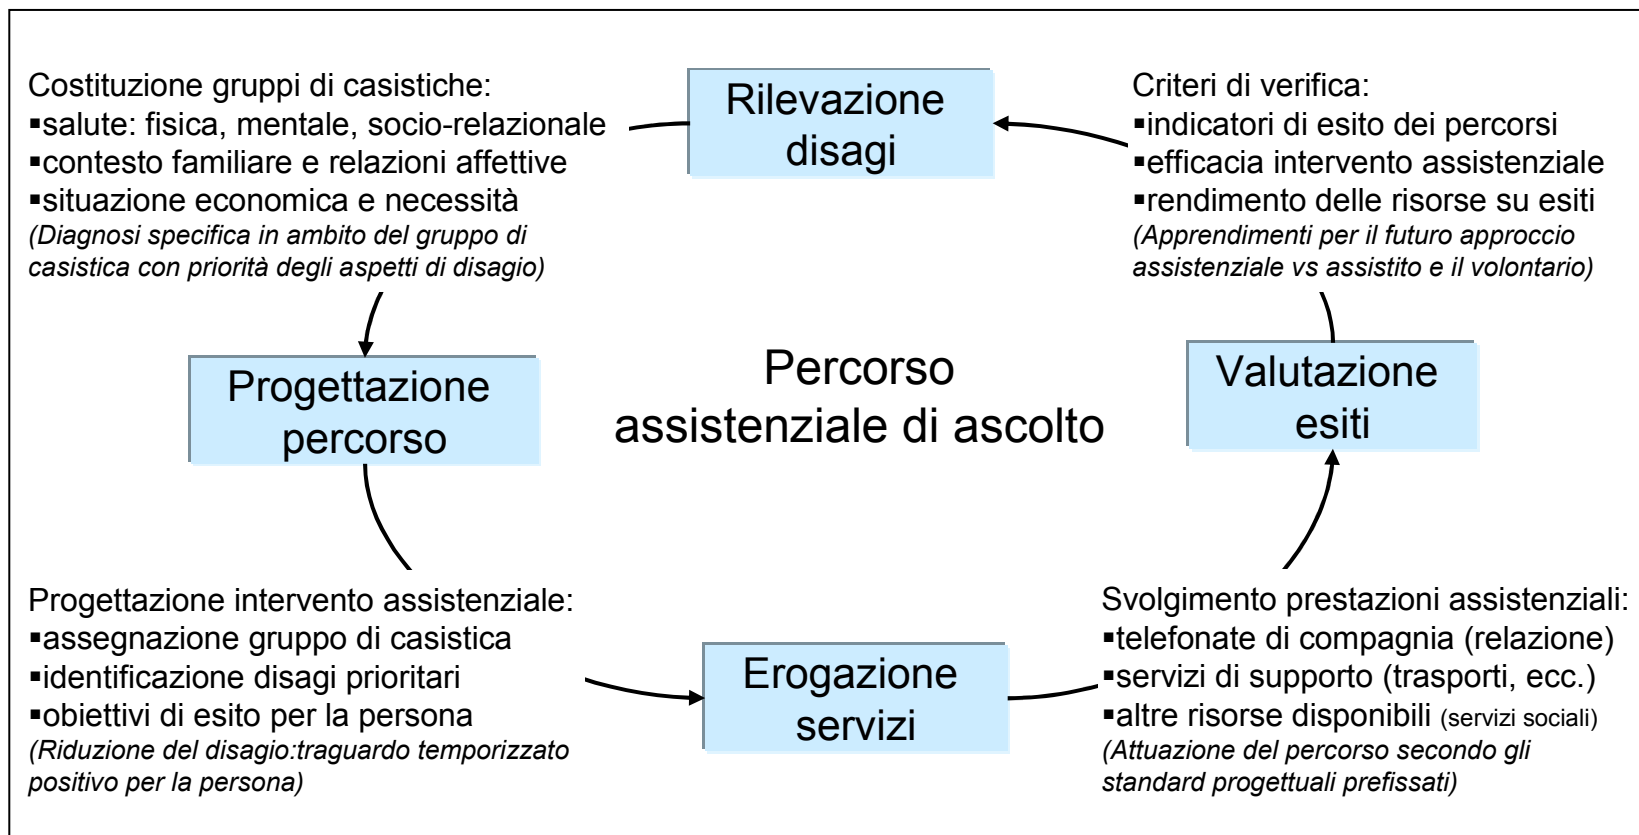 Costituzione gruppi di casistiche:
▪salute: fisica, mentale, socio-relazionale
▪contesto familiare e relazioni affettive
▪situazione economica e necessità
(Diagnosi specifica in ambito del gruppo di
casistica con priorità degli aspetti di disagio)
Rilevazione
disagi
Criteri di verifica:
▪indicatori di esito dei percorsi
▪efficacia intervento assistenziale
▪rendimento delle risorse su esiti
(Apprendimenti per il futuro approccio
assistenziale vs assistito e il volontario)
Progettazione
percorso
Percorso
assistenziale di ascolto
Valutazione
esiti
Progettazione intervento assistenziale:
▪assegnazione gruppo di casistica
▪identificazione disagi prioritari
▪obiettivi di esito per la persona
(Riduzione del disagio:traguardo temporizzato
positivo per la persona)
Erogazione
servizi
Svolgimento prestazioni assistenziali:
▪telefonate di compagnia (relazione)
▪servizi di supporto (trasporti, ecc.)
▪altre risorse disponibili (servizi sociali)
(Attuazione del percorso secondo gli
standard progettuali prefissati)